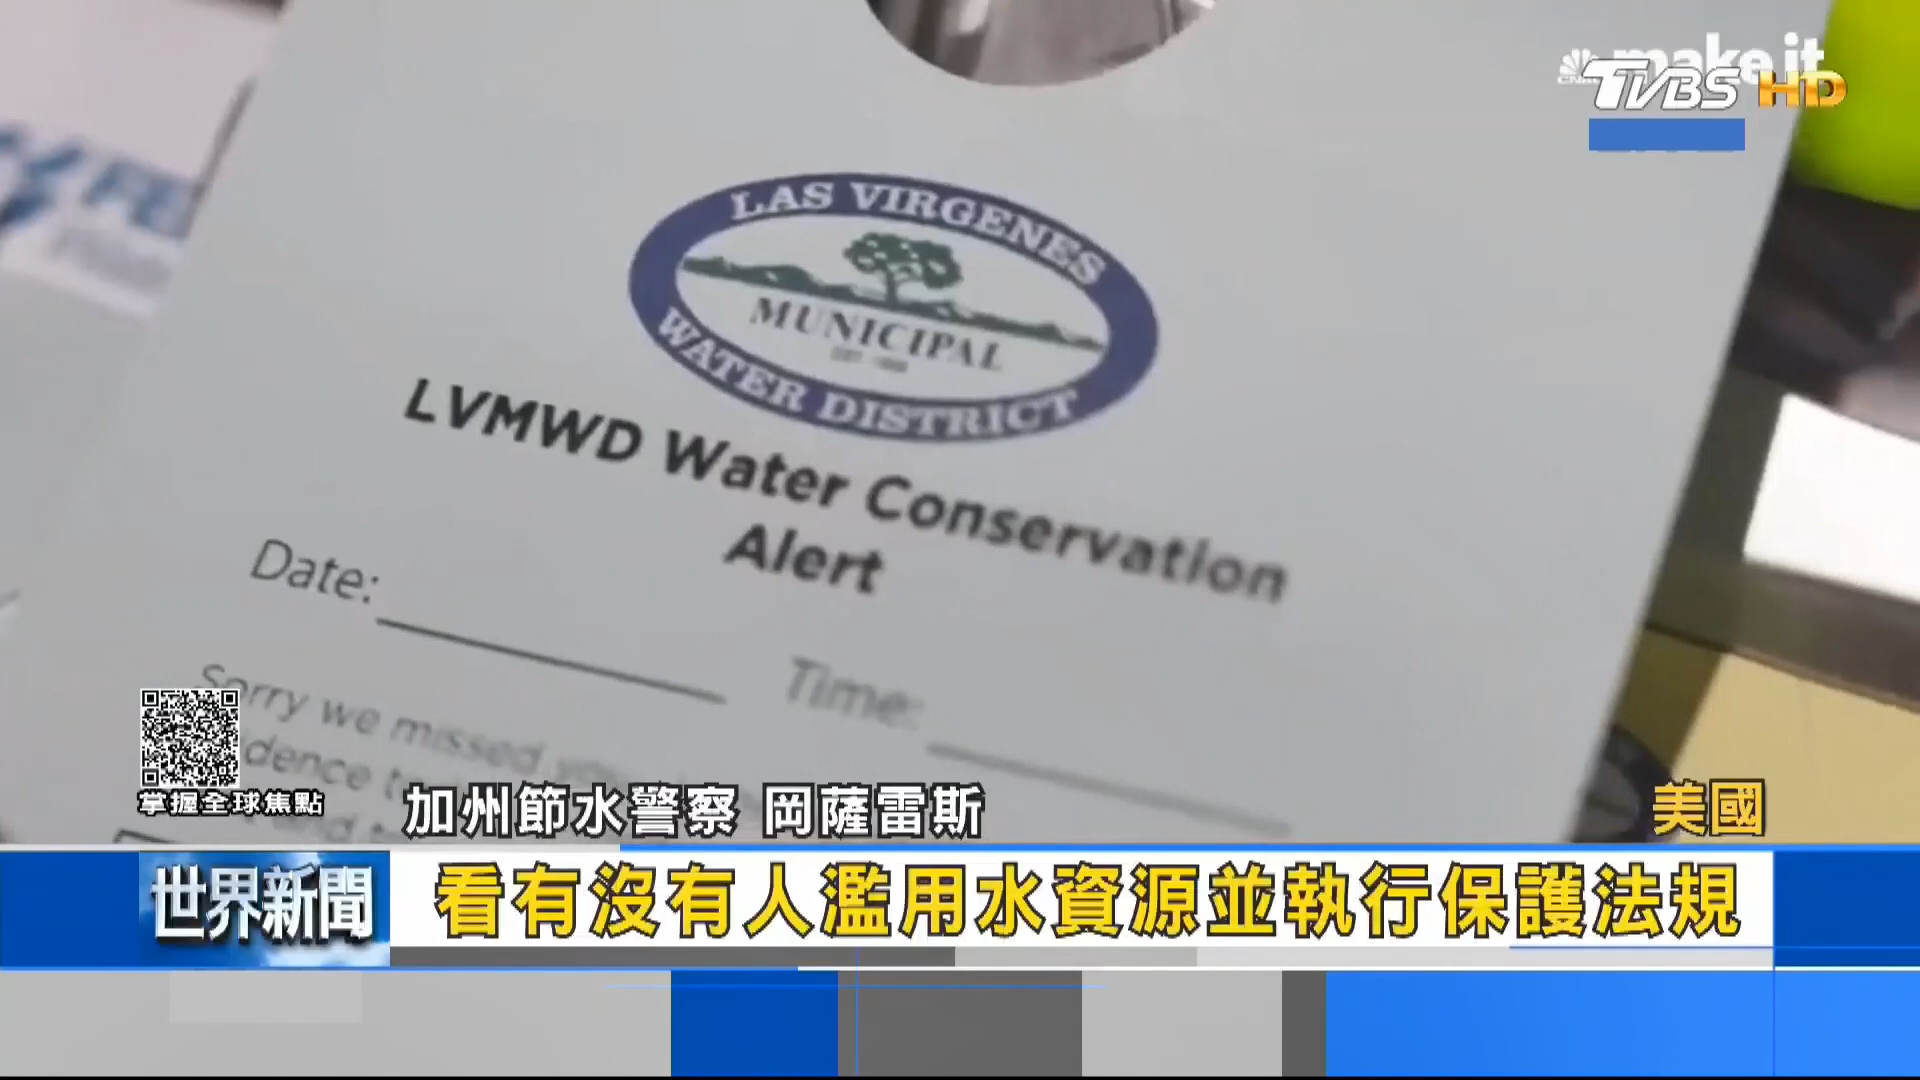 make it
CNBC
TVBS HD
LAS VIRGENES
MUNICIPAL
WATER DISTRICT
LVMWD Water Conservation
Alert
Date:
Time:
Sorry we missed you
掌握全球焦點
加州節水警察 岡薩雷斯
美國
世界新聞
看有沒有人濫用水資源並執行保護法規